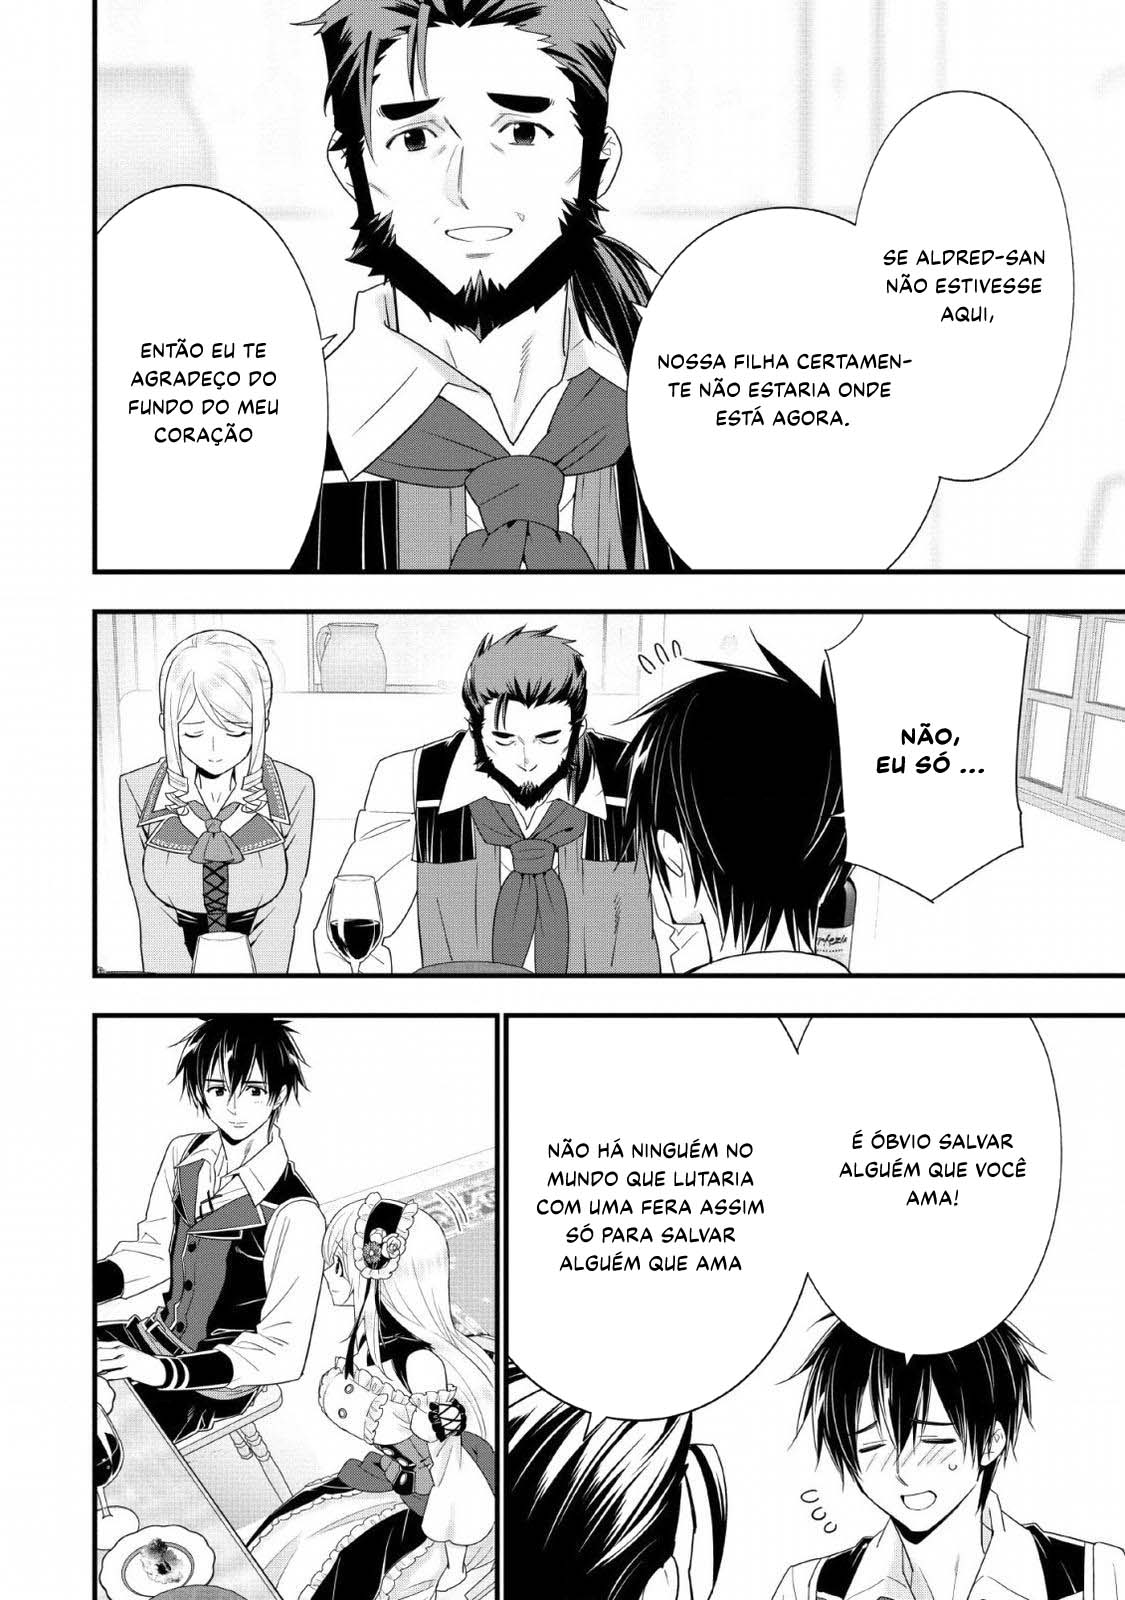 SE ALDRED-SAN
NÃO ESTIVESSE
AQUI,
NOSSA FILHA CERTAMEN-
TE NÃO ESTARIA ONDE
ESTÁ AGORA.
ENTÃO EU TE
AGRADEÇO DO
FUNDO DO MEU
CORAÇÃO
NÃO,
EU SÓ ...
É ÓBVIO SALVAR
ALGUÉM QUE VOCÊ
AMA!
NÃO HÁ NINGUÉM NO
MUNDO QUE LUTARIA
COM UMA FERA ASSIM
SÓ PARA SALVAR
ALGUÉM QUE AMA